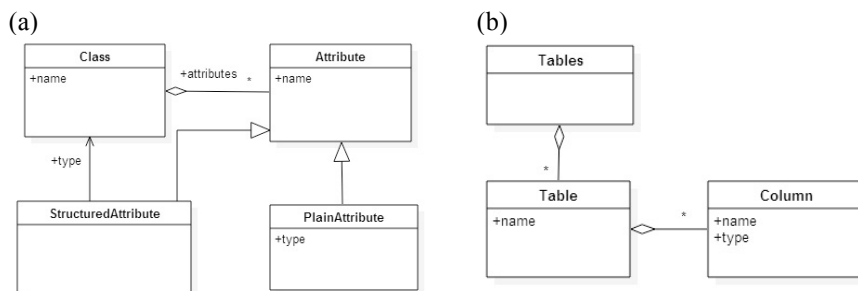 (a)
Class
+name
+attributes
*
Attribute
+name
+type
StructuredAttribute
PlainAttribute
+type
(b)
Tables
*
Table
+name
*
Column
+name
+type